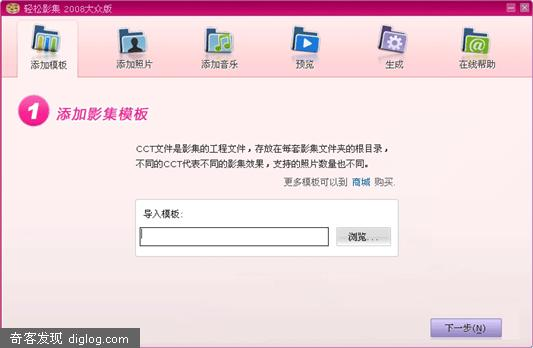 轻松影集 2008大众版
添加模板 添加照片 添加音乐 预览 生成 在线帮助
1 添加影集模板
CCT文件是影集的工程文件，存放在每套影集文件夹的根目录，
不同的CCT代表不同的影集效果，支持的照片数量也不同。
更多模板可以到 商城 购买.
导入模板:
浏览...
下一步(N)
奇客发现 diglog.com